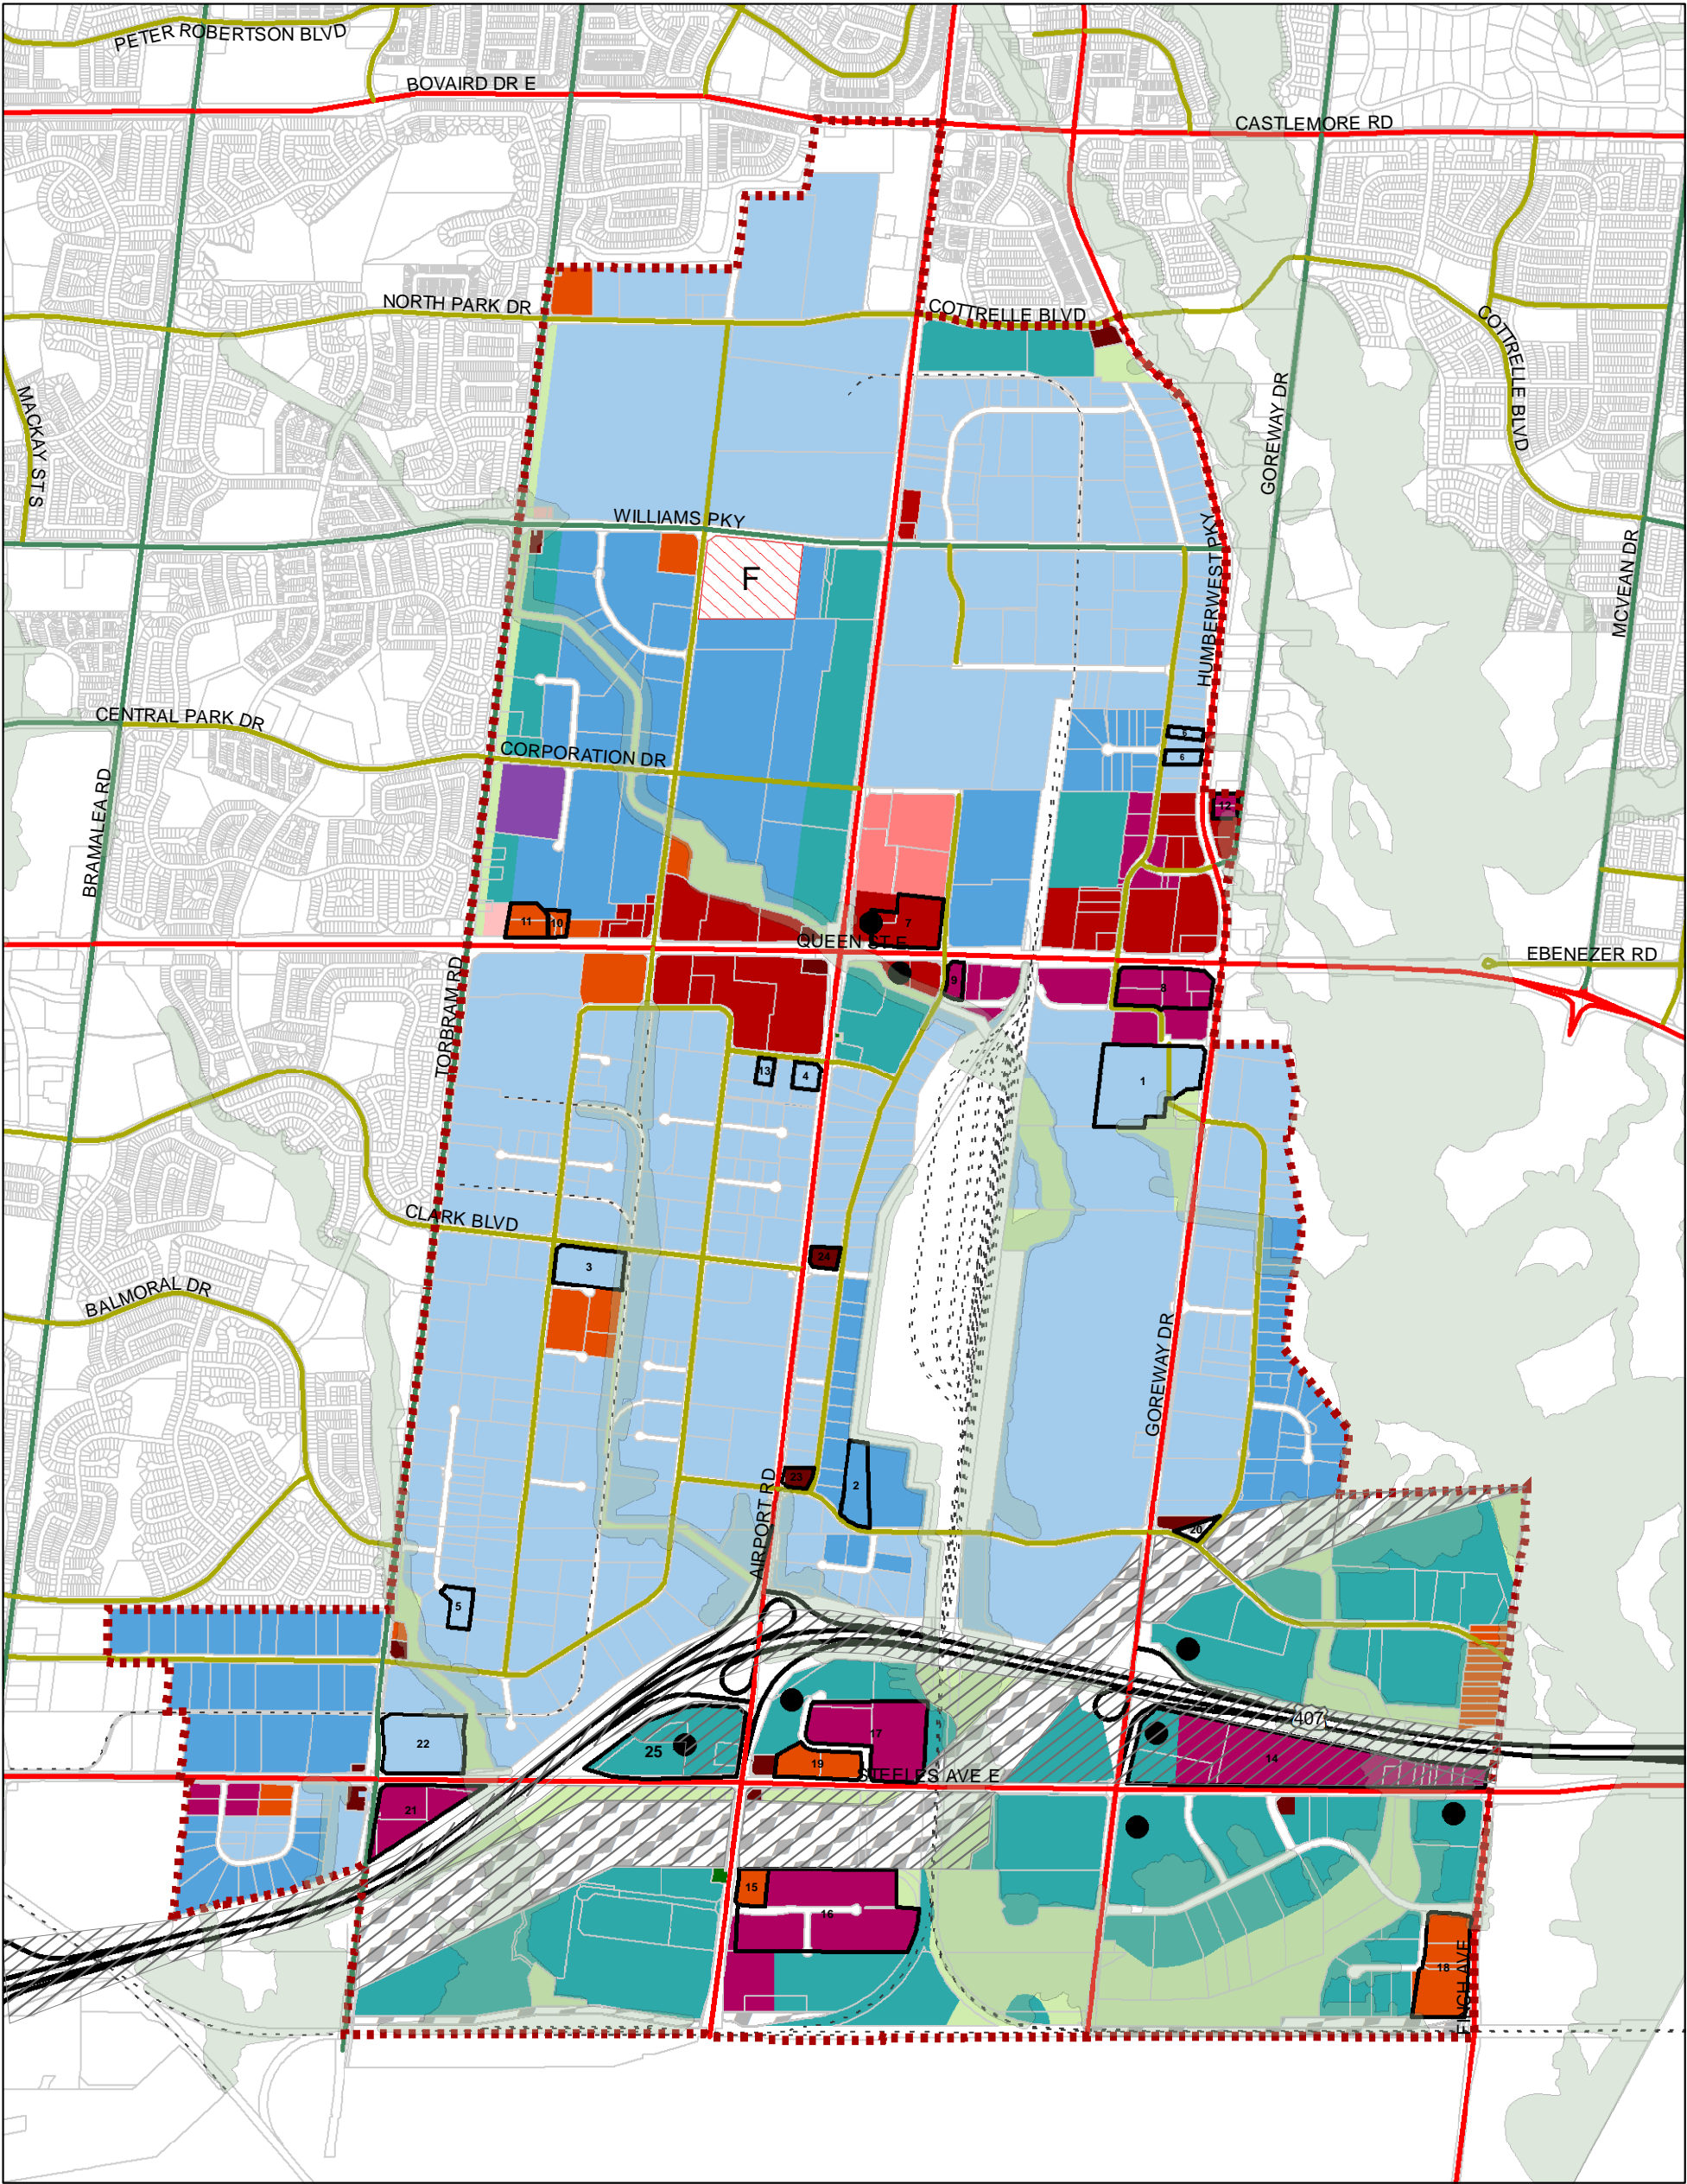 PETER ROBERTSON BLVD
BOVAIRD DR E
CASTLEMORE RD
NORTH PARK DR
COTTRELLE BLVD
COTTRELLE BLVD
MACKAY ST S
GOREWAY DR
WILLIAMS PKY
F
HUMBERWEST PKY
MCVEAN DR
CENTRAL PARK DR
CORPORATION DR
6
BRAMALEA RD
12
11
10
7
QUEEN ST E
EBENEZER RD
TORBRAM RD
9
8
13
4
1
CLARK BLVD
24
3
BALMORAL DR
GOREWAY DR
23
2
AIRPORT RD
20
5
407
17
22
25
14
19
STEELES AVE E
21
15
16
18
FINCH AVE